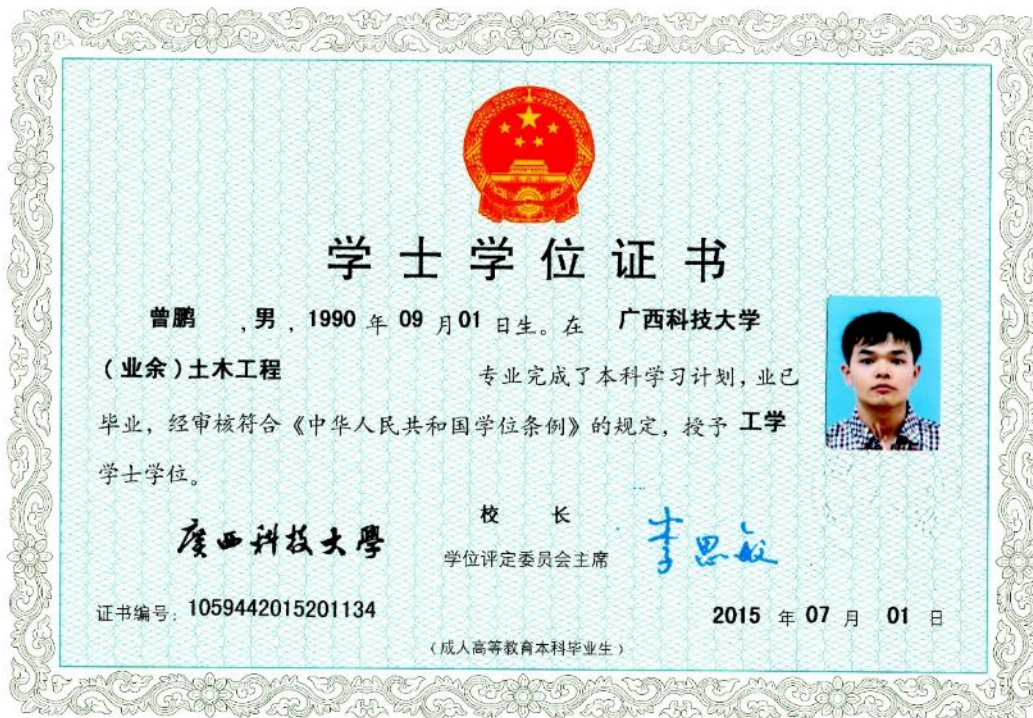 学士学位证书
曾鹏 ,男,1990 年 09 月 01 日生。在 广西科技大学
(业余)土木工程 专业完成了本科学习计划,业已
毕业,经审核符合《中华人民共和国学位条例》的规定,授予 工学
学士学位。
廣西科技大學
校 长
学位评定委员会主席
李思敏
证书编号:1059442015201134
2015 年 07 月 01 日
(成人高等教育本科毕业生)